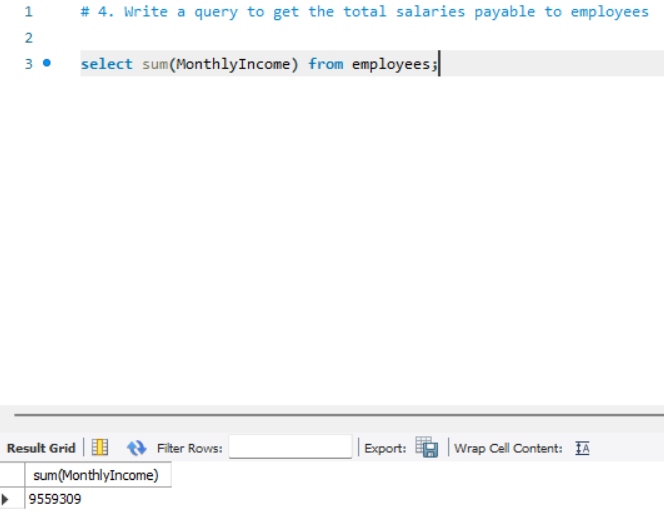 1 # 4. Write a query to get the total salaries payable to employees
2
3 select sum(MonthlyIncome) from employees;
Result Grid Filter Rows: Export: Wrap Cell Content: IA
sum(MonthlyIncome)
9559309